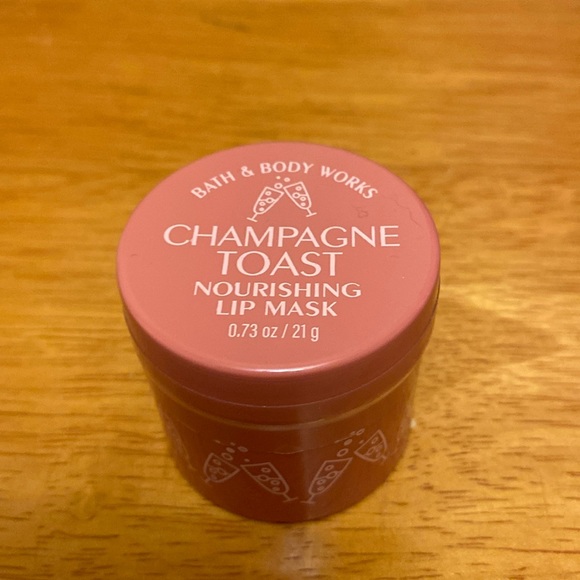 BATH & BODY WORKS
CHAMPAGNE
TOAST
NOURISHING
LIP MASK
0.73 oz / 21 g